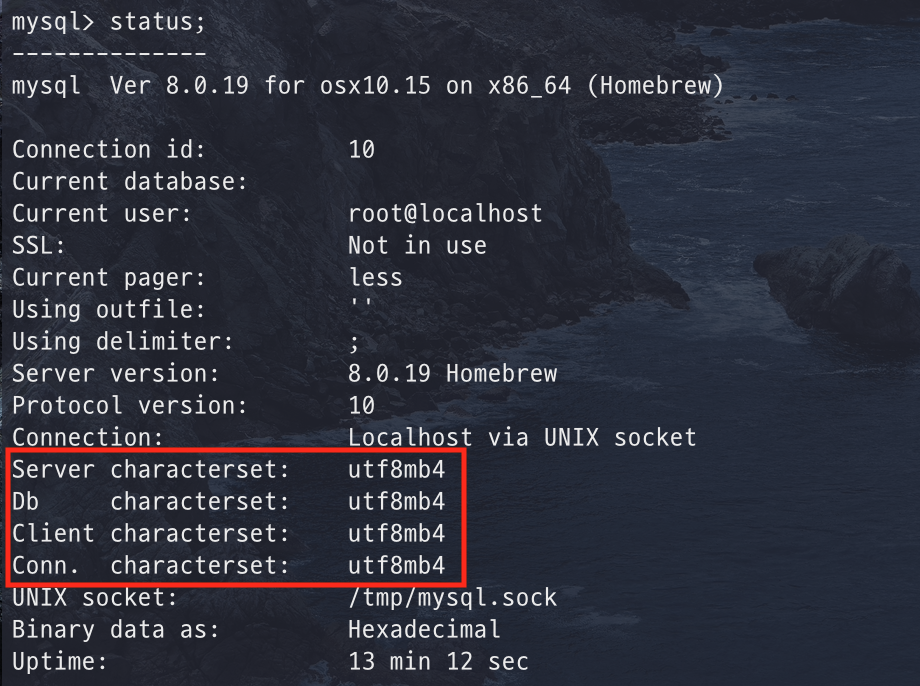 mysql> status;
--------------
mysql  Ver 8.0.19 for osx10.15 on x86_64 (Homebrew)
Connection id:          10
Current database:
Current user:           root@localhost
SSL:                    Not in use
Current pager:          less
Using outfile:          ''
Using delimiter:        ;
Server version:         8.0.19 Homebrew
Protocol version:       10
Connection:             Localhost via UNIX socket
Server characterset:    utf8mb4
Db     characterset:    utf8mb4
Client characterset:    utf8mb4
Conn.  characterset:    utf8mb4
UNIX socket:            /tmp/mysql.sock
Binary data as:         Hexadecimal
Uptime:                 13 min 12 sec